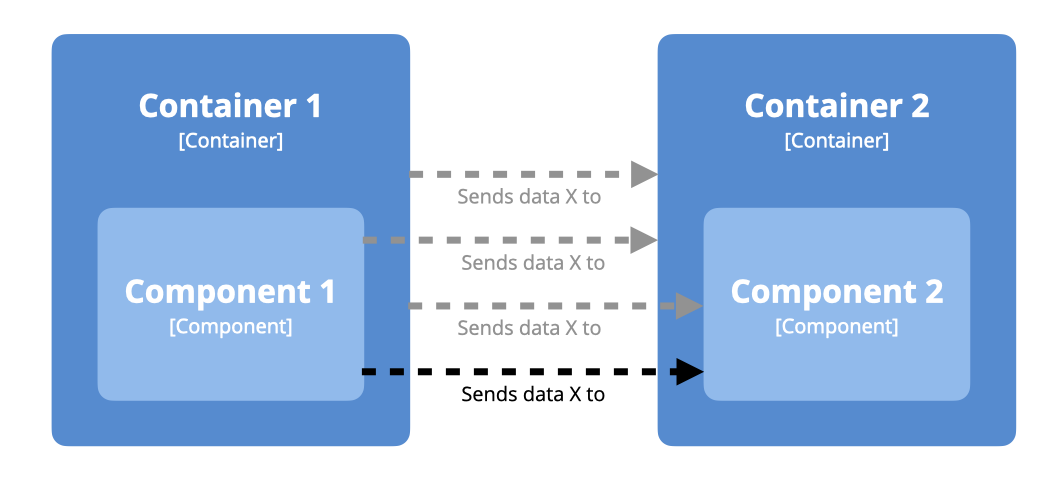 Container 1
[Container]
Container 2
[Container]
Sends data X to
Sends data X to
Component 1
[Component]
Component 2
[Component]
Sends data X to
Sends data X to